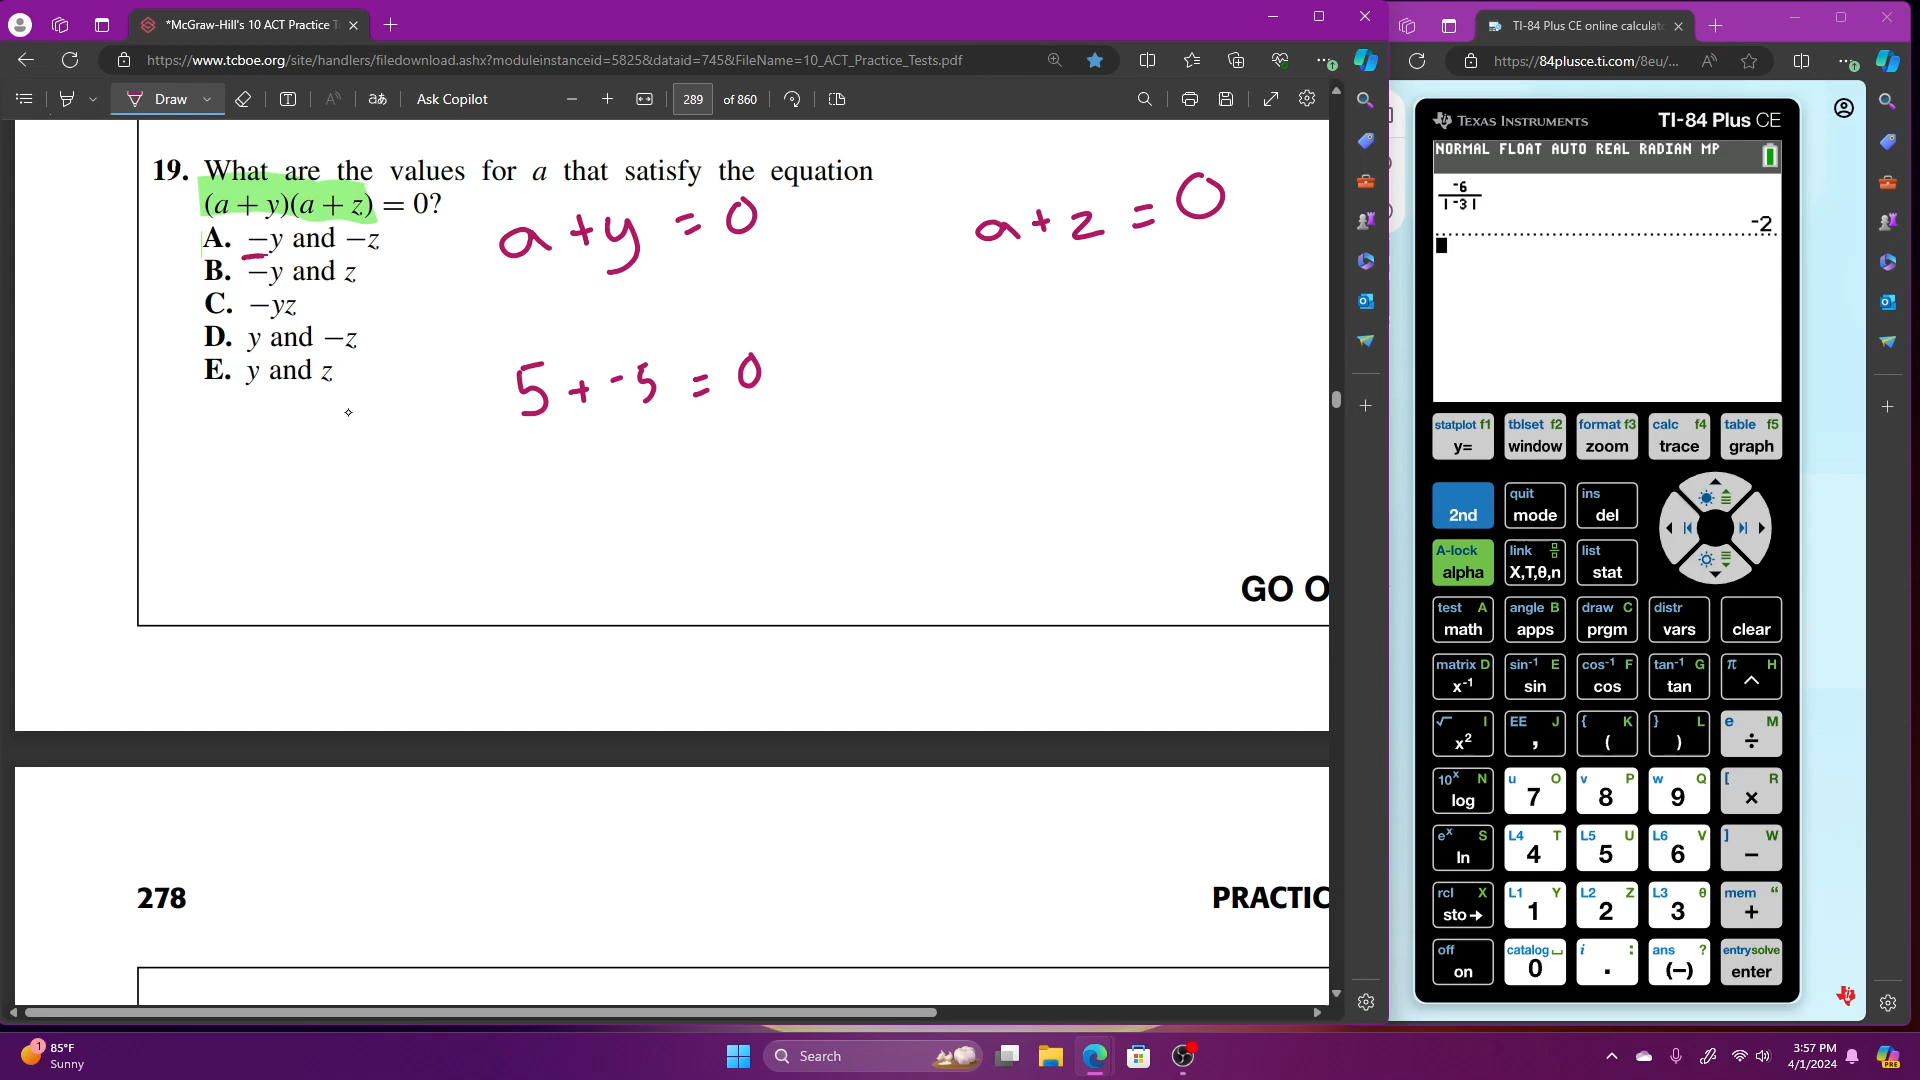 *McGraw-Hill's 10 ACT Practice T
TI-84 Plus CE online calculat
https://www.tcboe.org/site/handlers/filedownload.ashx?moduleinstanceid=5825&dataid=745&FileName=10_ACT_Practice_Tests.pdf
https://84plusce.ti.com/8eu/...
Draw
Ask Copilot
289 of 860
19. What are the values for a that satisfy the equation
(a + y)(a + z) = 0?
A. −y and −z
B. −y and z
C. −yz
D. y and −z
E. y and z
a + y = 0
a + z = 0
5 + -5 = 0
GO O
278
PRACTIC
TEXAS INSTRUMENTS
TI-84 Plus CE
NORMAL FLOAT AUTO REAL RADIAN MP
-6
|-3|
-2
statplot f1 tblset f2 format f3 calc f4 table f5
y= window zoom trace graph
quit ins
2nd mode del
A-lock link list
alpha X,T,θ,n stat
test A angle B draw C distr
math apps prgm vars clear
matrix D sin-1 E cos-1 F tan-1 G π H
x-1 sin cos tan ^
√ I EE J { K } L e M
x2 , ( ) ÷
10x N u O v P w Q [ R
log 7 8 9 ×
ex S L4 T L5 U L6 V ] W
ln 4 5 6 −
rcl X L1 Y L2 Z L3 θ mem "
sto→ 1 2 3 +
off catalog i : ans ? entry solve
on 0 . (−) enter
1
85°F
Sunny
Search
3:57 PM
4/1/2024
PRE